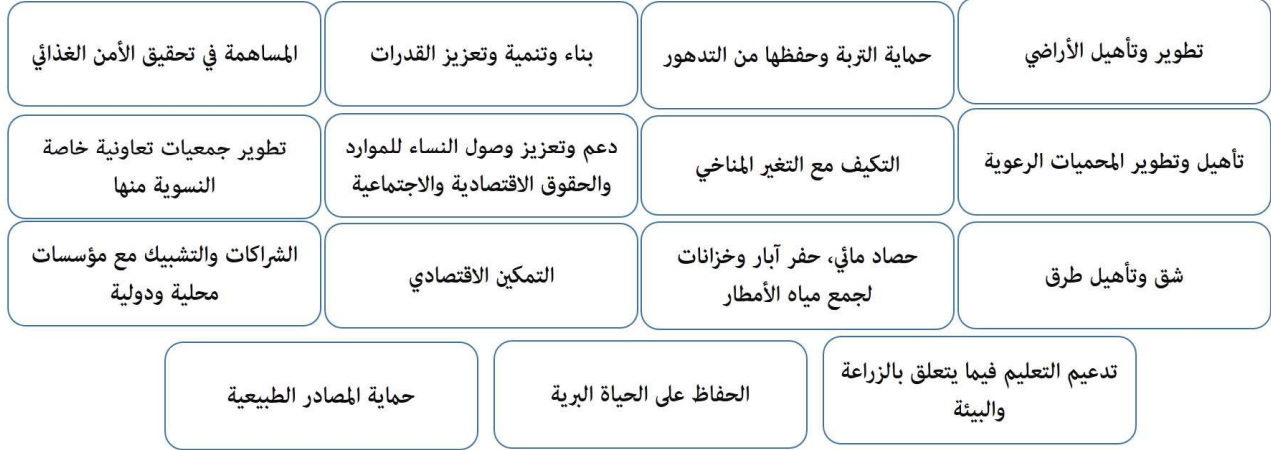 تطوير وتأهيل الأراضي
حماية التربة وحفظها من التدهور
بناء وتنمية وتعزيز القدرات
المساهمة في تحقيق الأمن الغذائي
تأهيل وتطوير المحميات الرعوية
التكيف مع التغير المناخي
دعم وتعزيز وصول النساء للموارد
والحقوق الاقتصادية والاجتماعية
تطوير جمعيات تعاونية خاصة
النسوية منها
شق وتأهيل طرق
حصاد مائي، حفر آبار وخزانات
لجمع مياه الأمطار
التمكين الاقتصادي
الشراكات والتشبيك مع مؤسسات
محلية ودولية
تدعيم التعليم فيما يتعلق بالزراعة
والبيئة
الحفاظ على الحياة البرية
حماية المصادر الطبيعية